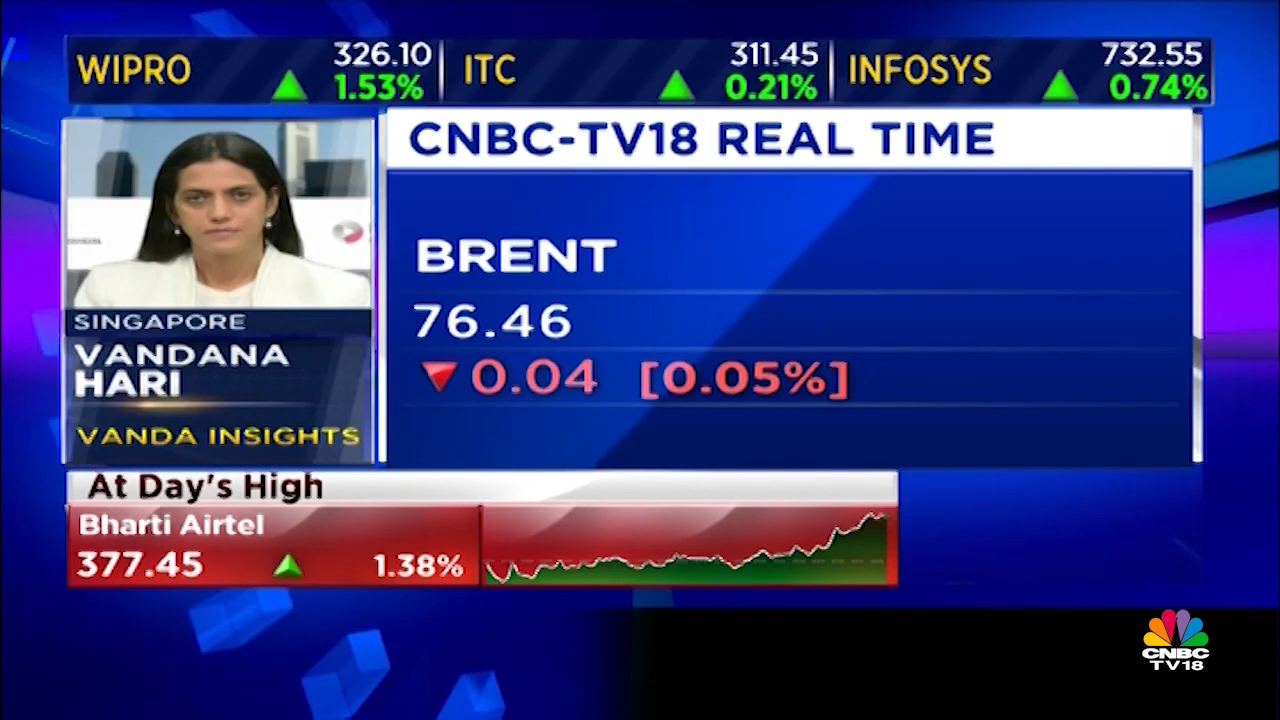 WIPRO 326.10 ITC 311.45 INFOSYS 732.55
▲ 1.53% ▲ 0.21% ▲ 0.74%
CNBC-TV18 REAL TIME
BRENT
76.46
▼ 0.04 [0.05%]
SINGAPORE
VANDANA
HARI
VANDA INSIGHTS
At Day's High
Bharti Airtel
377.45 ▲ 1.38%
CNBC
TV18